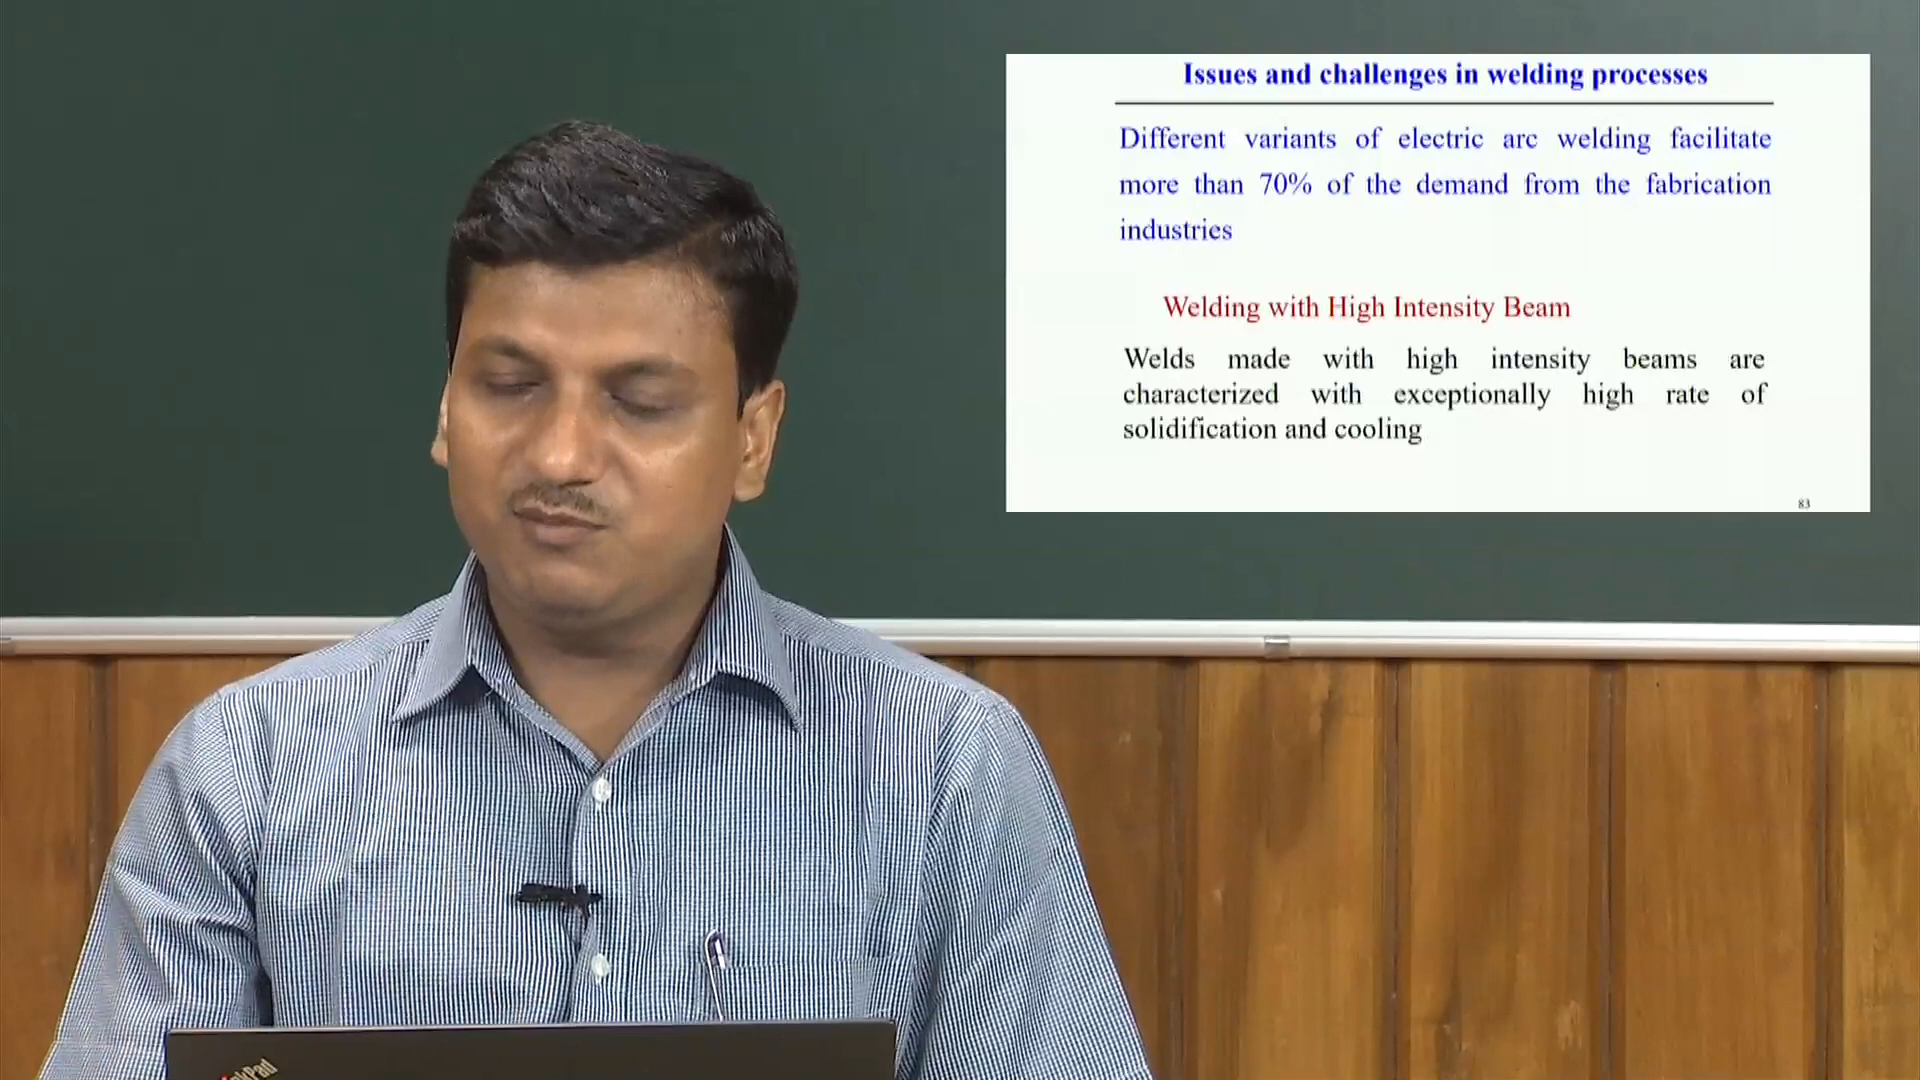 Issues and challenges in welding processes
Different variants of electric arc welding facilitate
more than 70% of the demand from the fabrication
industries
Welding with High Intensity Beam
Welds made with high intensity beams are
characterized with exceptionally high rate of
solidification and cooling
83